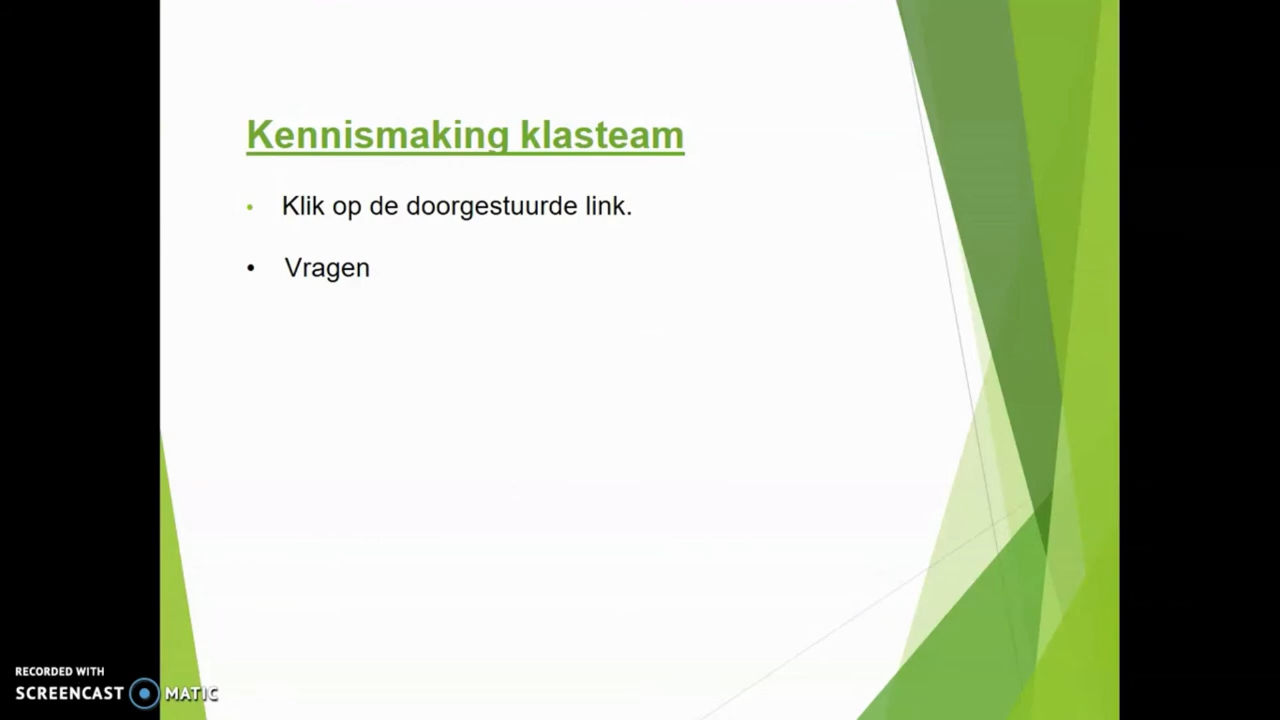 Kennismaking klasteam
• Klik op de doorgestuurde link.
• Vragen
RECORDED WITH
SCREENCAST MATIC